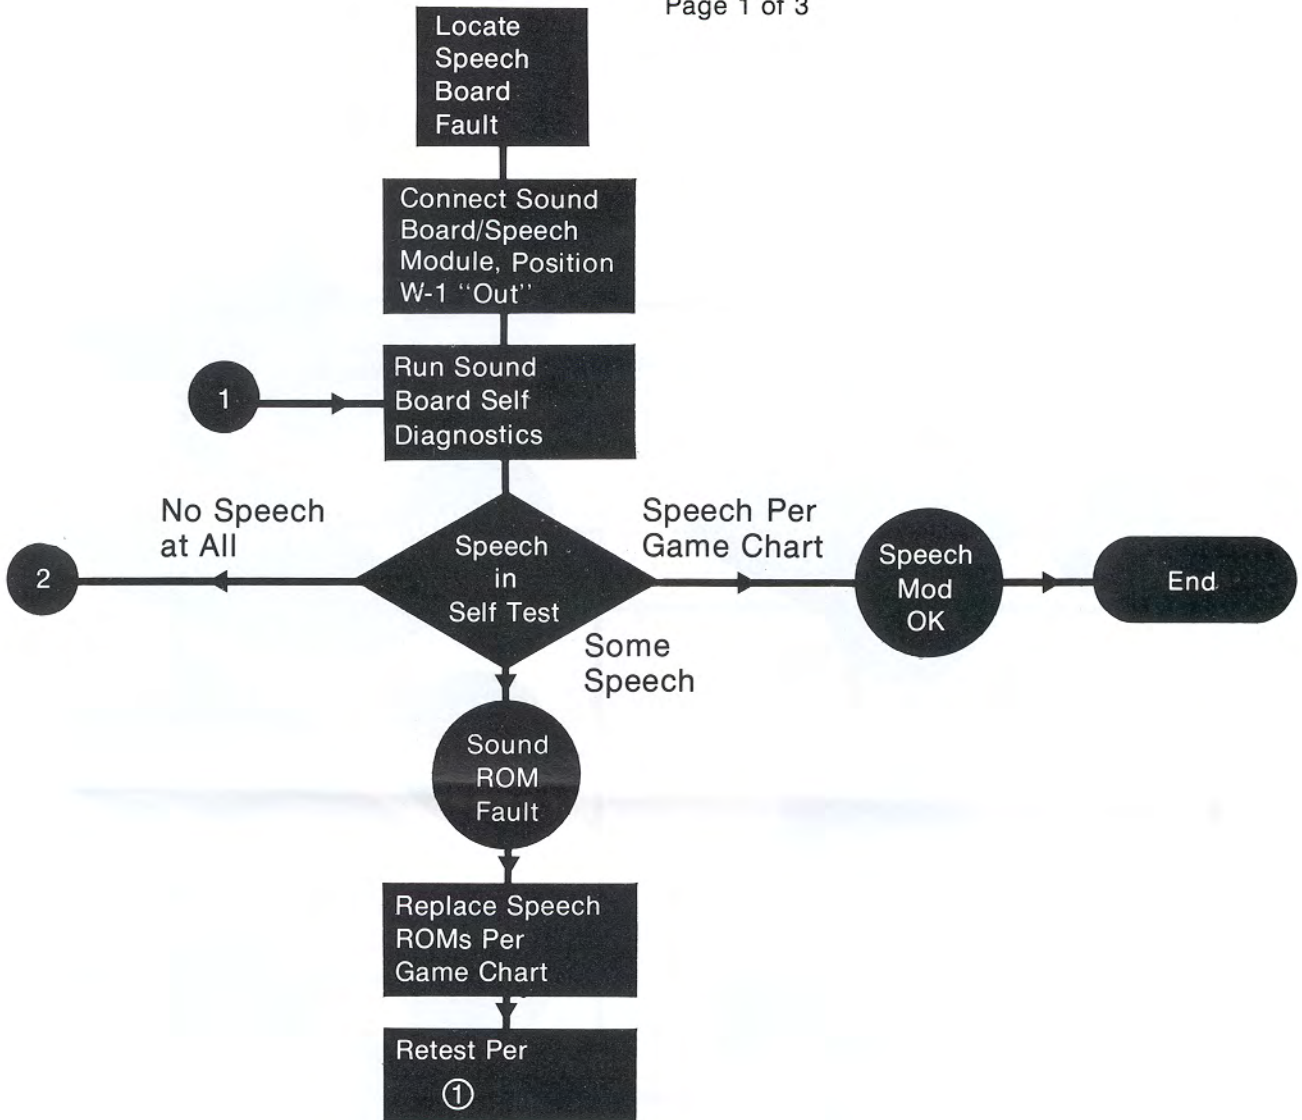 Page 1 of 3
Locate
Speech
Board
Fault
Connect Sound
Board/Speech
Module, Position
W-1 “Out”
1
Run Sound
Board Self
Diagnostics
No Speech
at All
2
Speech
in
Self Test
Speech Per
Game Chart
Speech
Mod
OK
End
Some
Speech
Sound
ROM
Fault
Replace Speech
ROMs Per
Game Chart
Retest Per
①